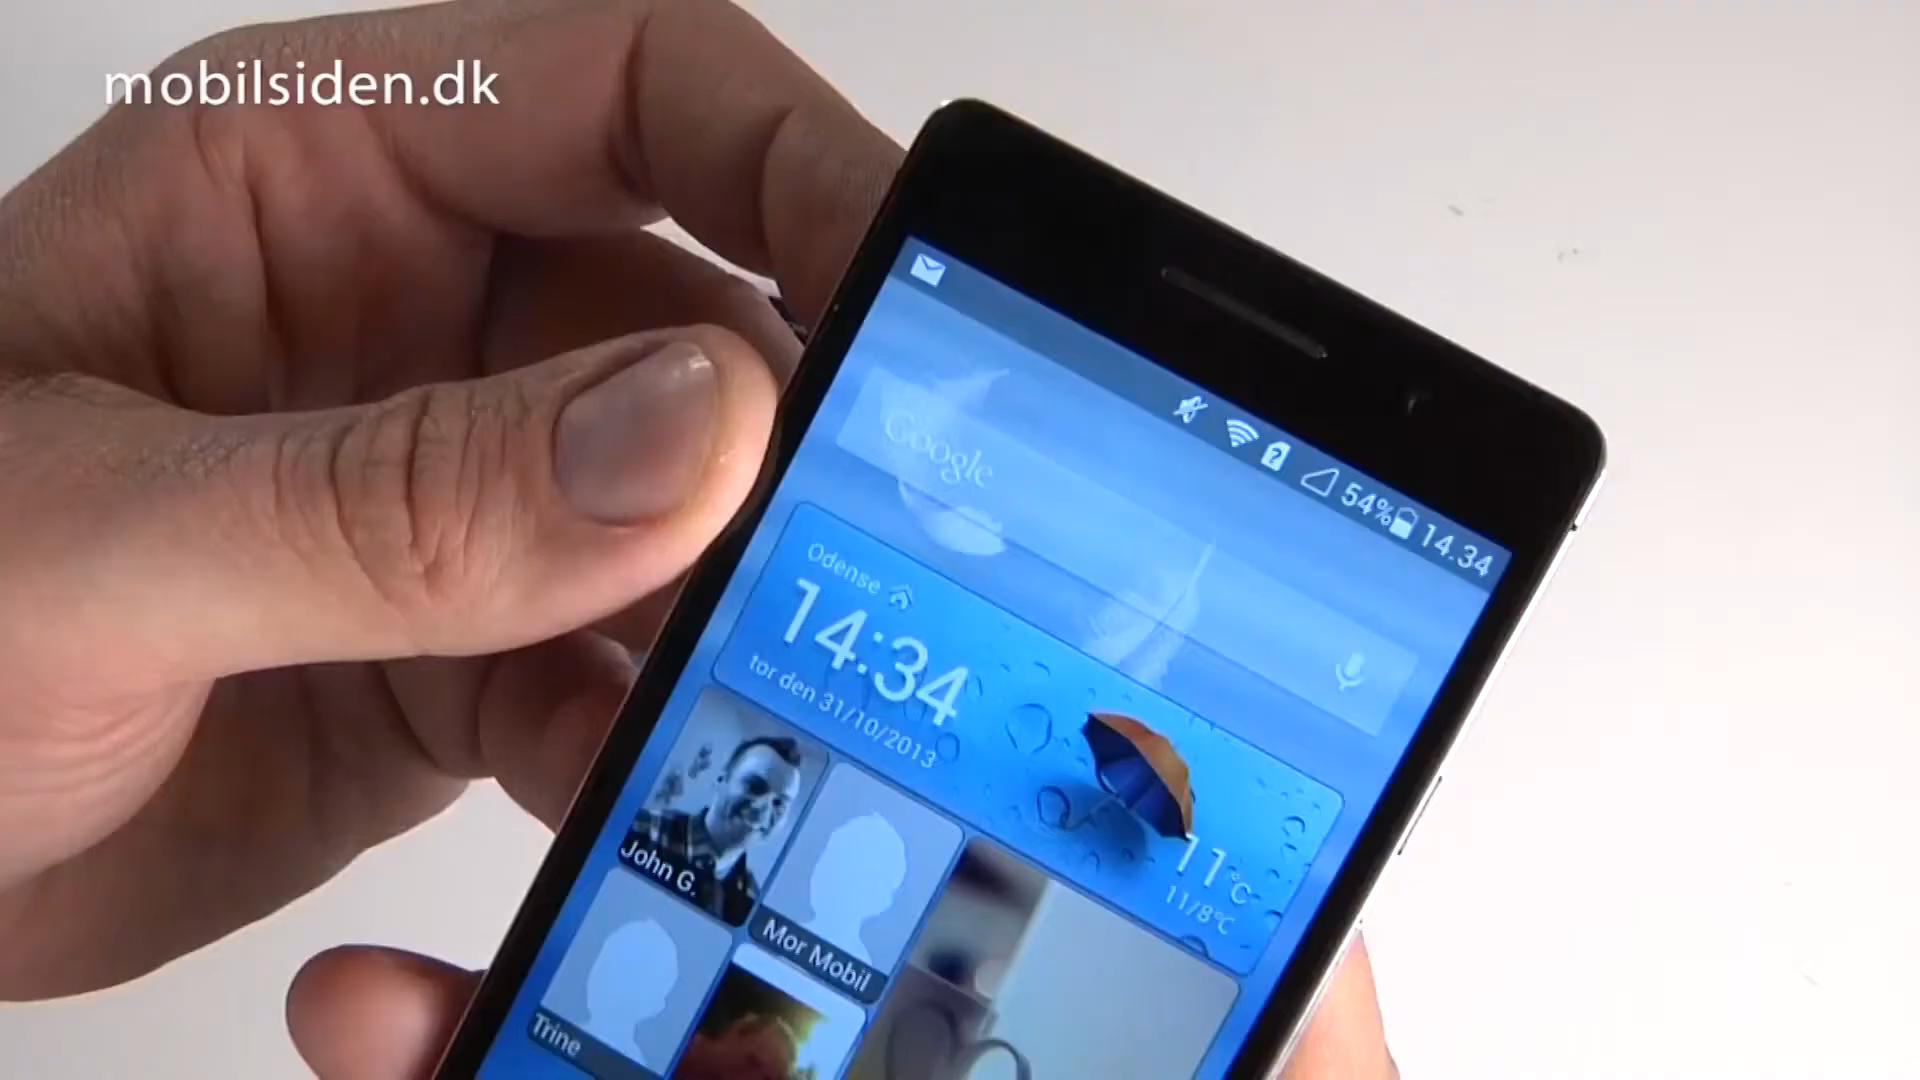 mobilsiden.dk
54% 14.34
Google
Odense
14:34
tor den 31/10/2013
11°C
11/8°C
John G.
Mor Mobil
Trine